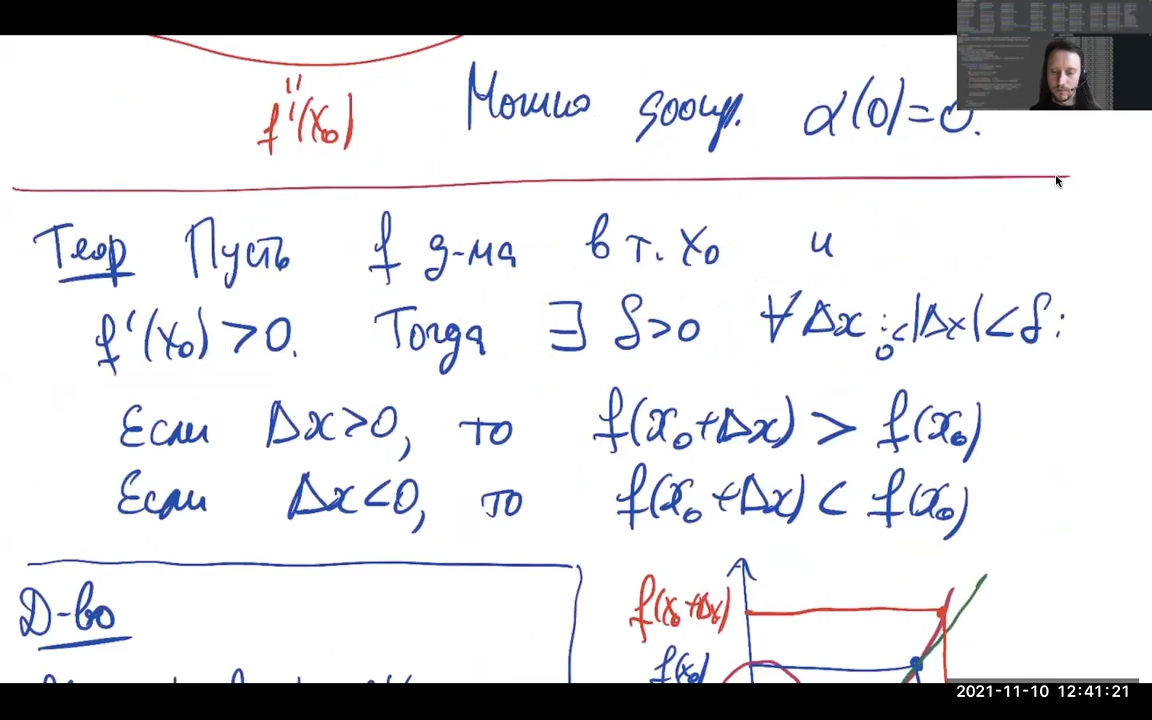 f'(x₀)
Можно α(0)=0.
Теор Пусть f д-ма в т. x₀ и
f'(x₀)>0. Тогда ∃ δ>0 ∀ Δx : 0<|Δx|<δ:
Если Δx>0, то f(x₀+Δx) > f(x₀)
Если Δx<0, то f(x₀+Δx) < f(x₀)
Д-во
f(x₀+Δx)
f(x₀)
2021-11-10 12:41:21